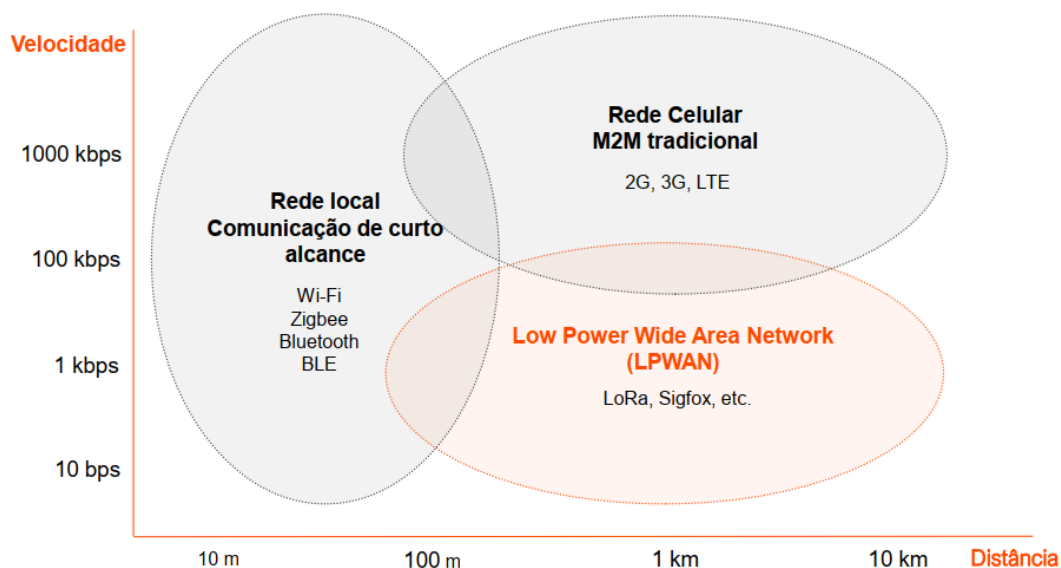 Velocidade
1000 kbps
100 kbps
1 kbps
10 bps
Rede local
Comunicação de curto
alcance
Wi-Fi
Zigbee
Bluetooth
BLE
Rede Celular
M2M tradicional
2G, 3G, LTE
Low Power Wide Area Network
(LPWAN)
LoRa, Sigfox, etc.
10 m
100 m
1 km
10 km
Distância